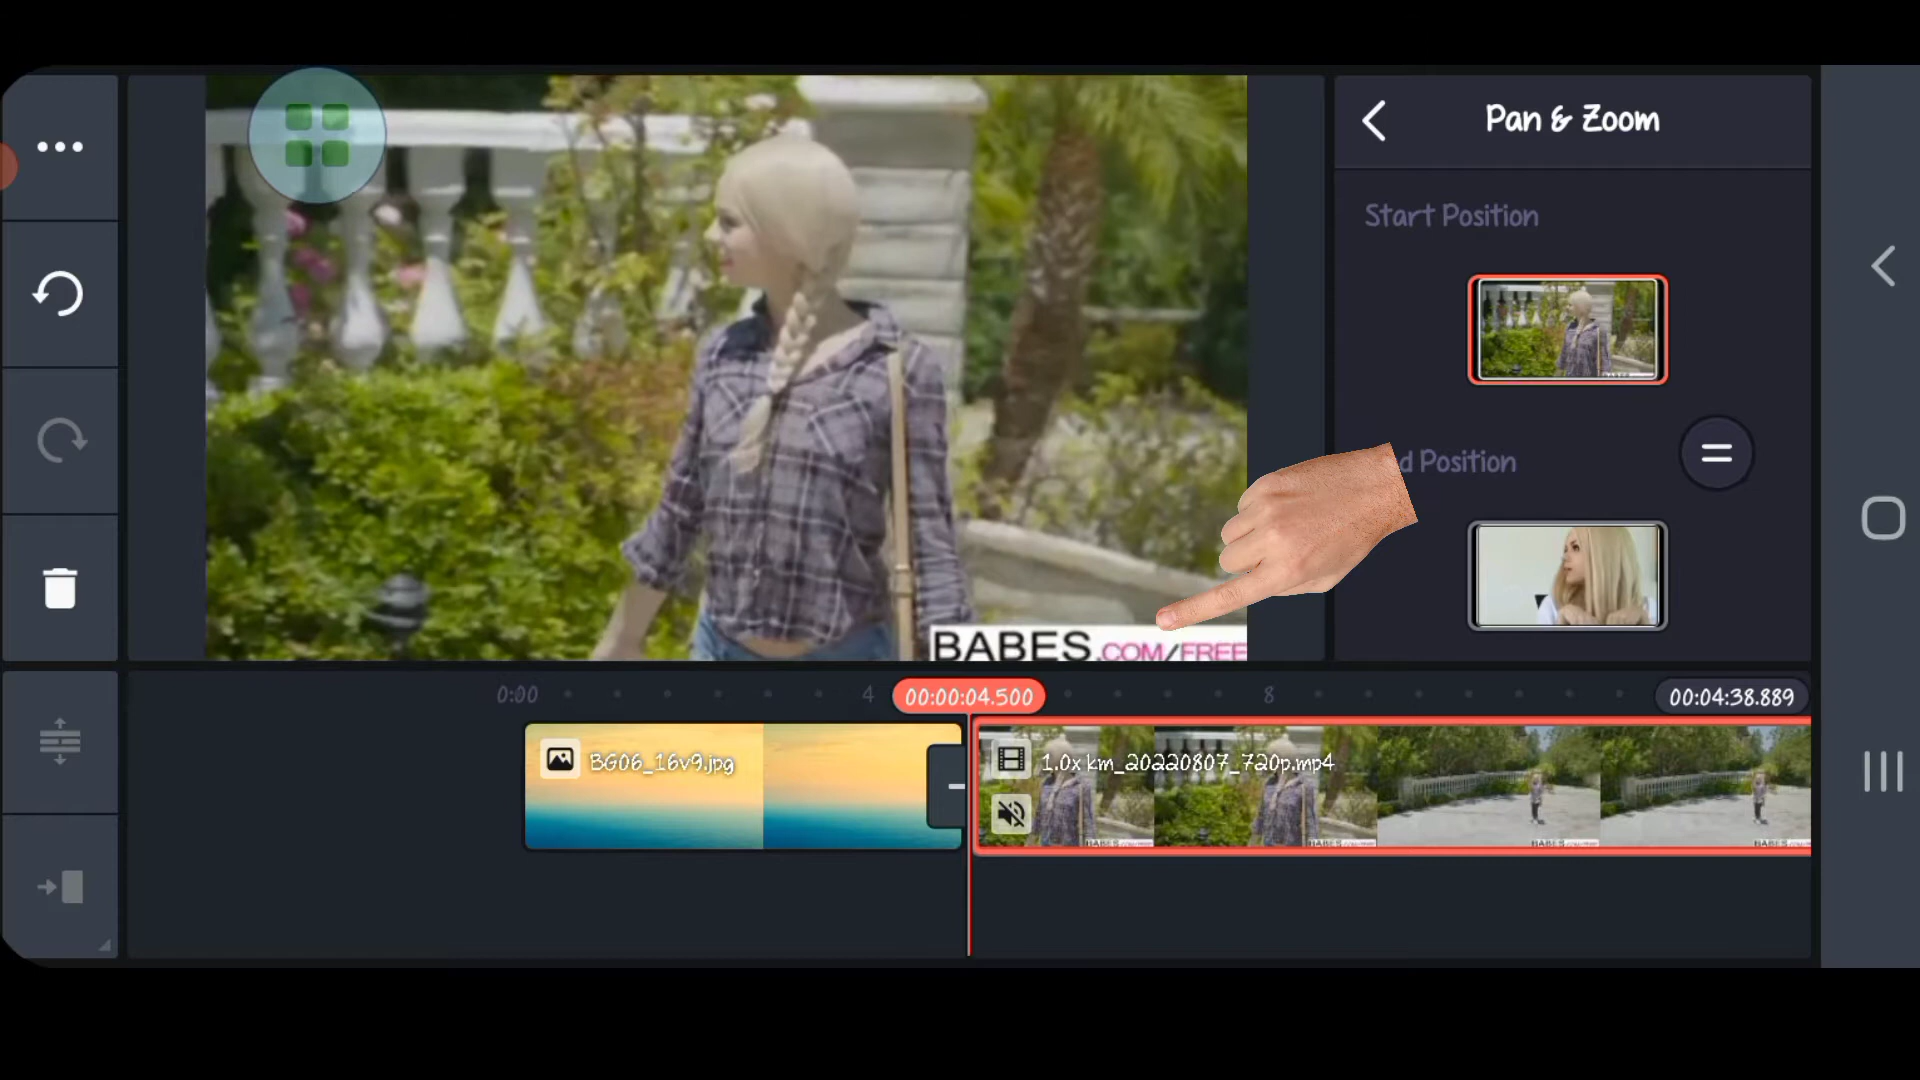 Pan & Zoom
Start Position
d Position
BABES.COM/FREE
0:00
4
00:00:04.500
8
00:04:38.889
BG06_16v9.jpg
1.0x km_20220807_720p.mp4